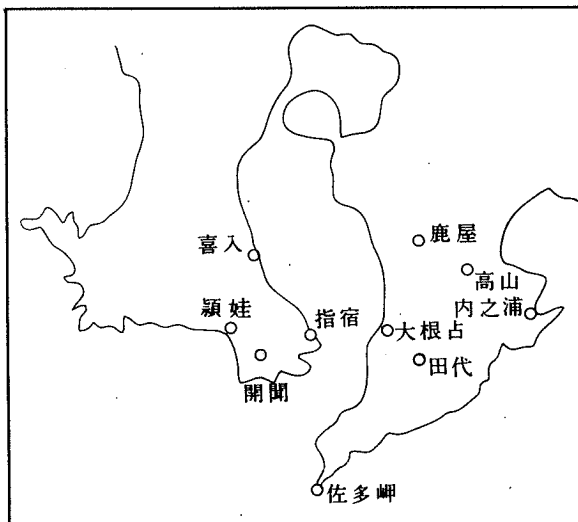 鹿屋
喜入
高山
内之浦
頴娃
指宿
大根占
田代
開聞
佐多岬